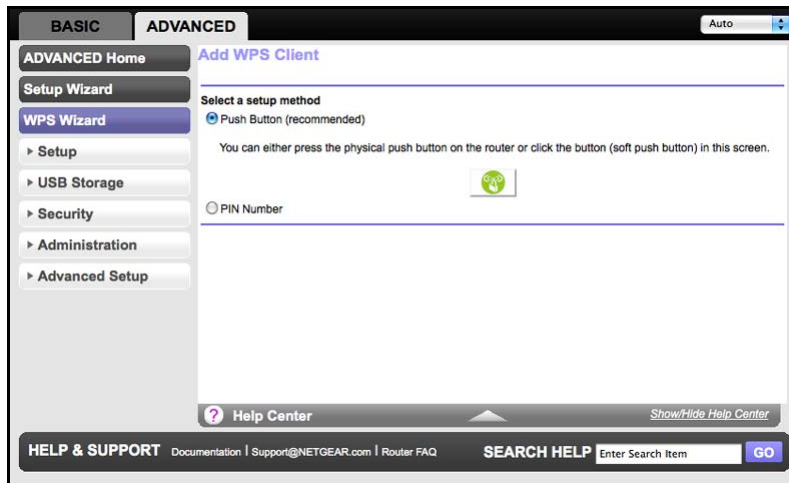 BASIC
ADVANCED
Auto
ADVANCED Home
Setup Wizard
WPS Wizard
Setup
USB Storage
Security
Administration
Advanced Setup
Add WPS Client
Select a setup method
Push Button (recommended)
You can either press the physical push button on the router or click the button (soft push button) in this screen.
PIN Number
? Help Center
Show/Hide Help Center
HELP & SUPPORT Documentation | Support@NETGEAR.com | Router FAQ
SEARCH HELP Enter Search Item GO